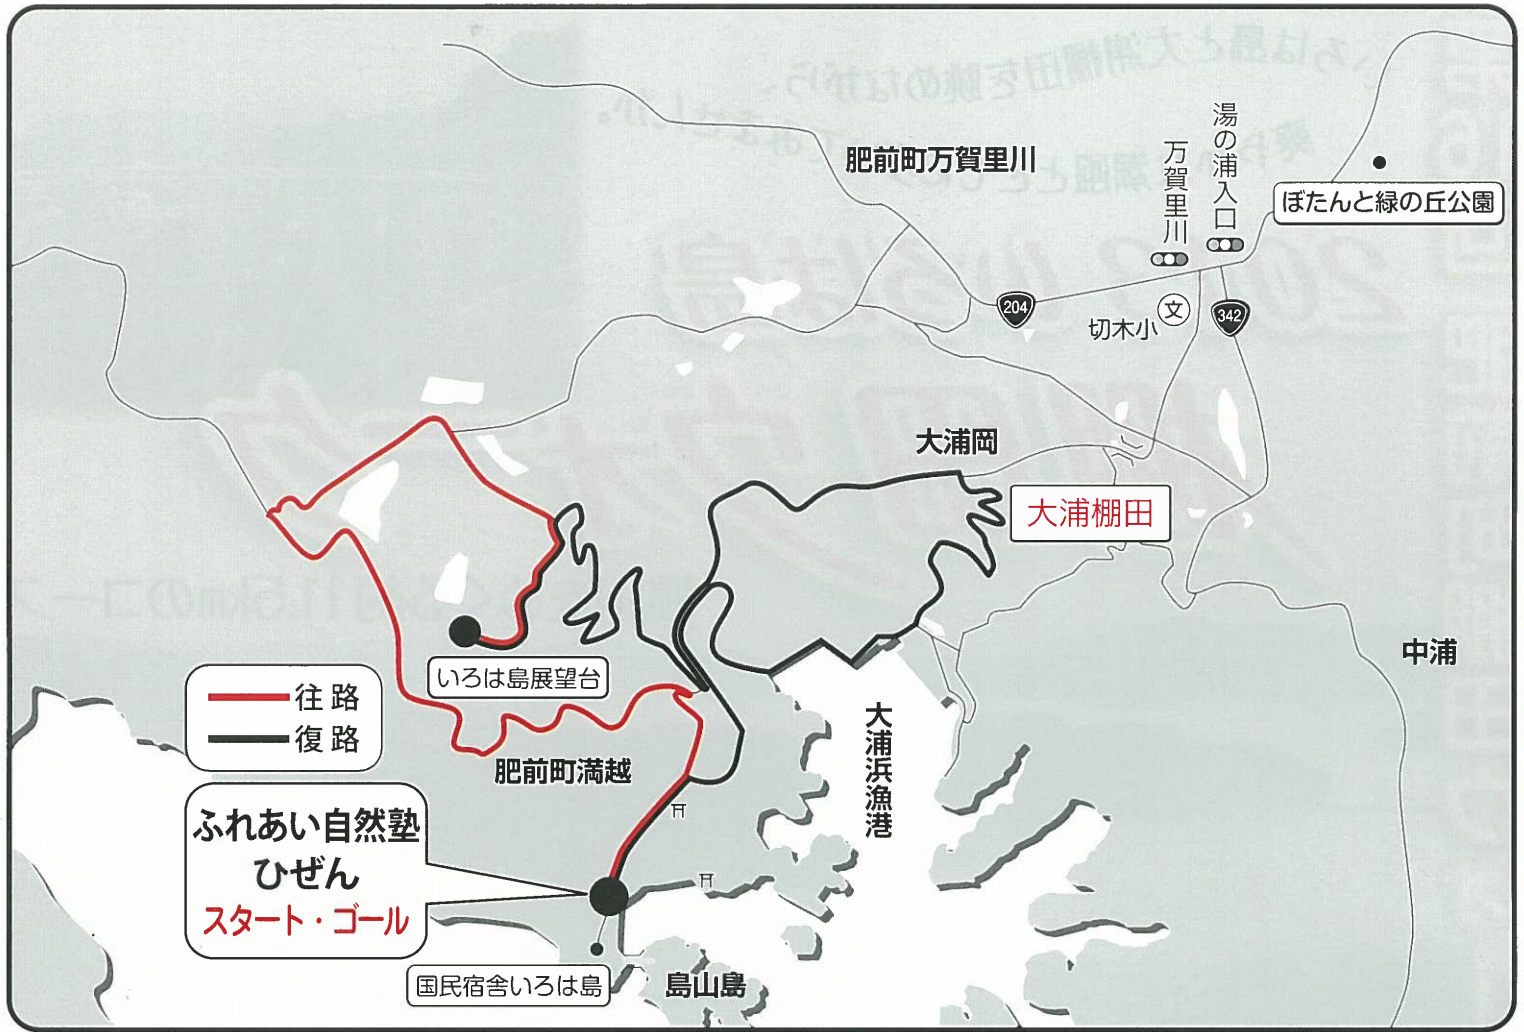 肥前町万賀里川
万賀里川
湯の浦入口
ぼたんと緑の丘公園
204
文
切木小
342
大浦岡
大浦棚田
中浦
いろは島展望台
往路
復路
大浦浜漁港
肥前町満越
ふれあい自然塾
ひぜん
スタート・ゴール
国民宿舎いろは島
島山島